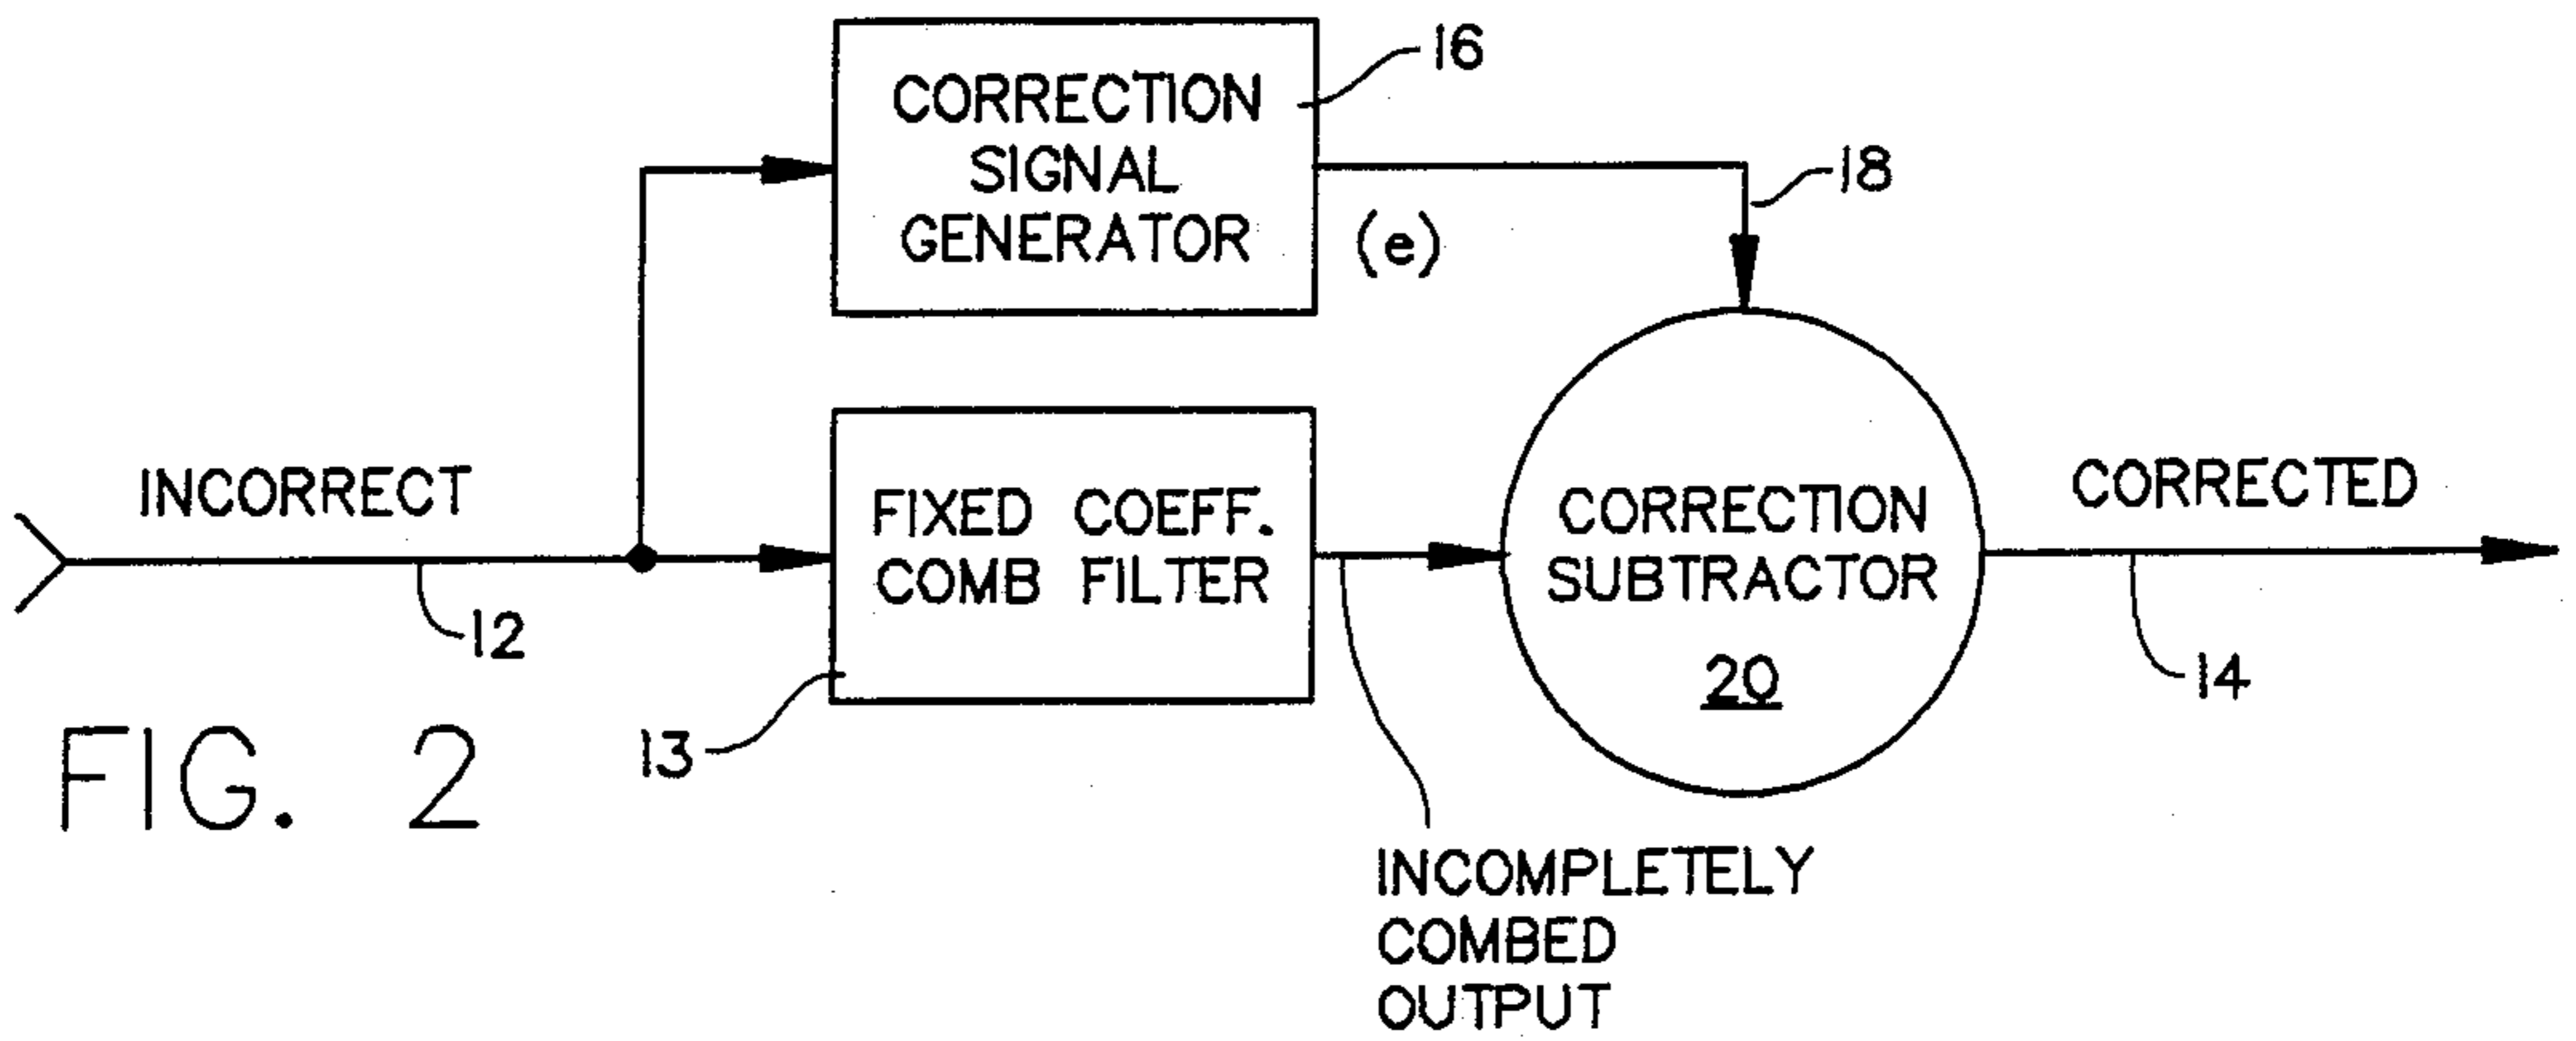 16
CORRECTION
SIGNAL
GENERATOR
18
(e)
INCORRECT
12
FIXED COEFF.
COMB FILTER
13
CORRECTION
SUBTRACTOR
20
CORRECTED
14
INCOMPLETELY
COMBED
OUTPUT
FIG. 2